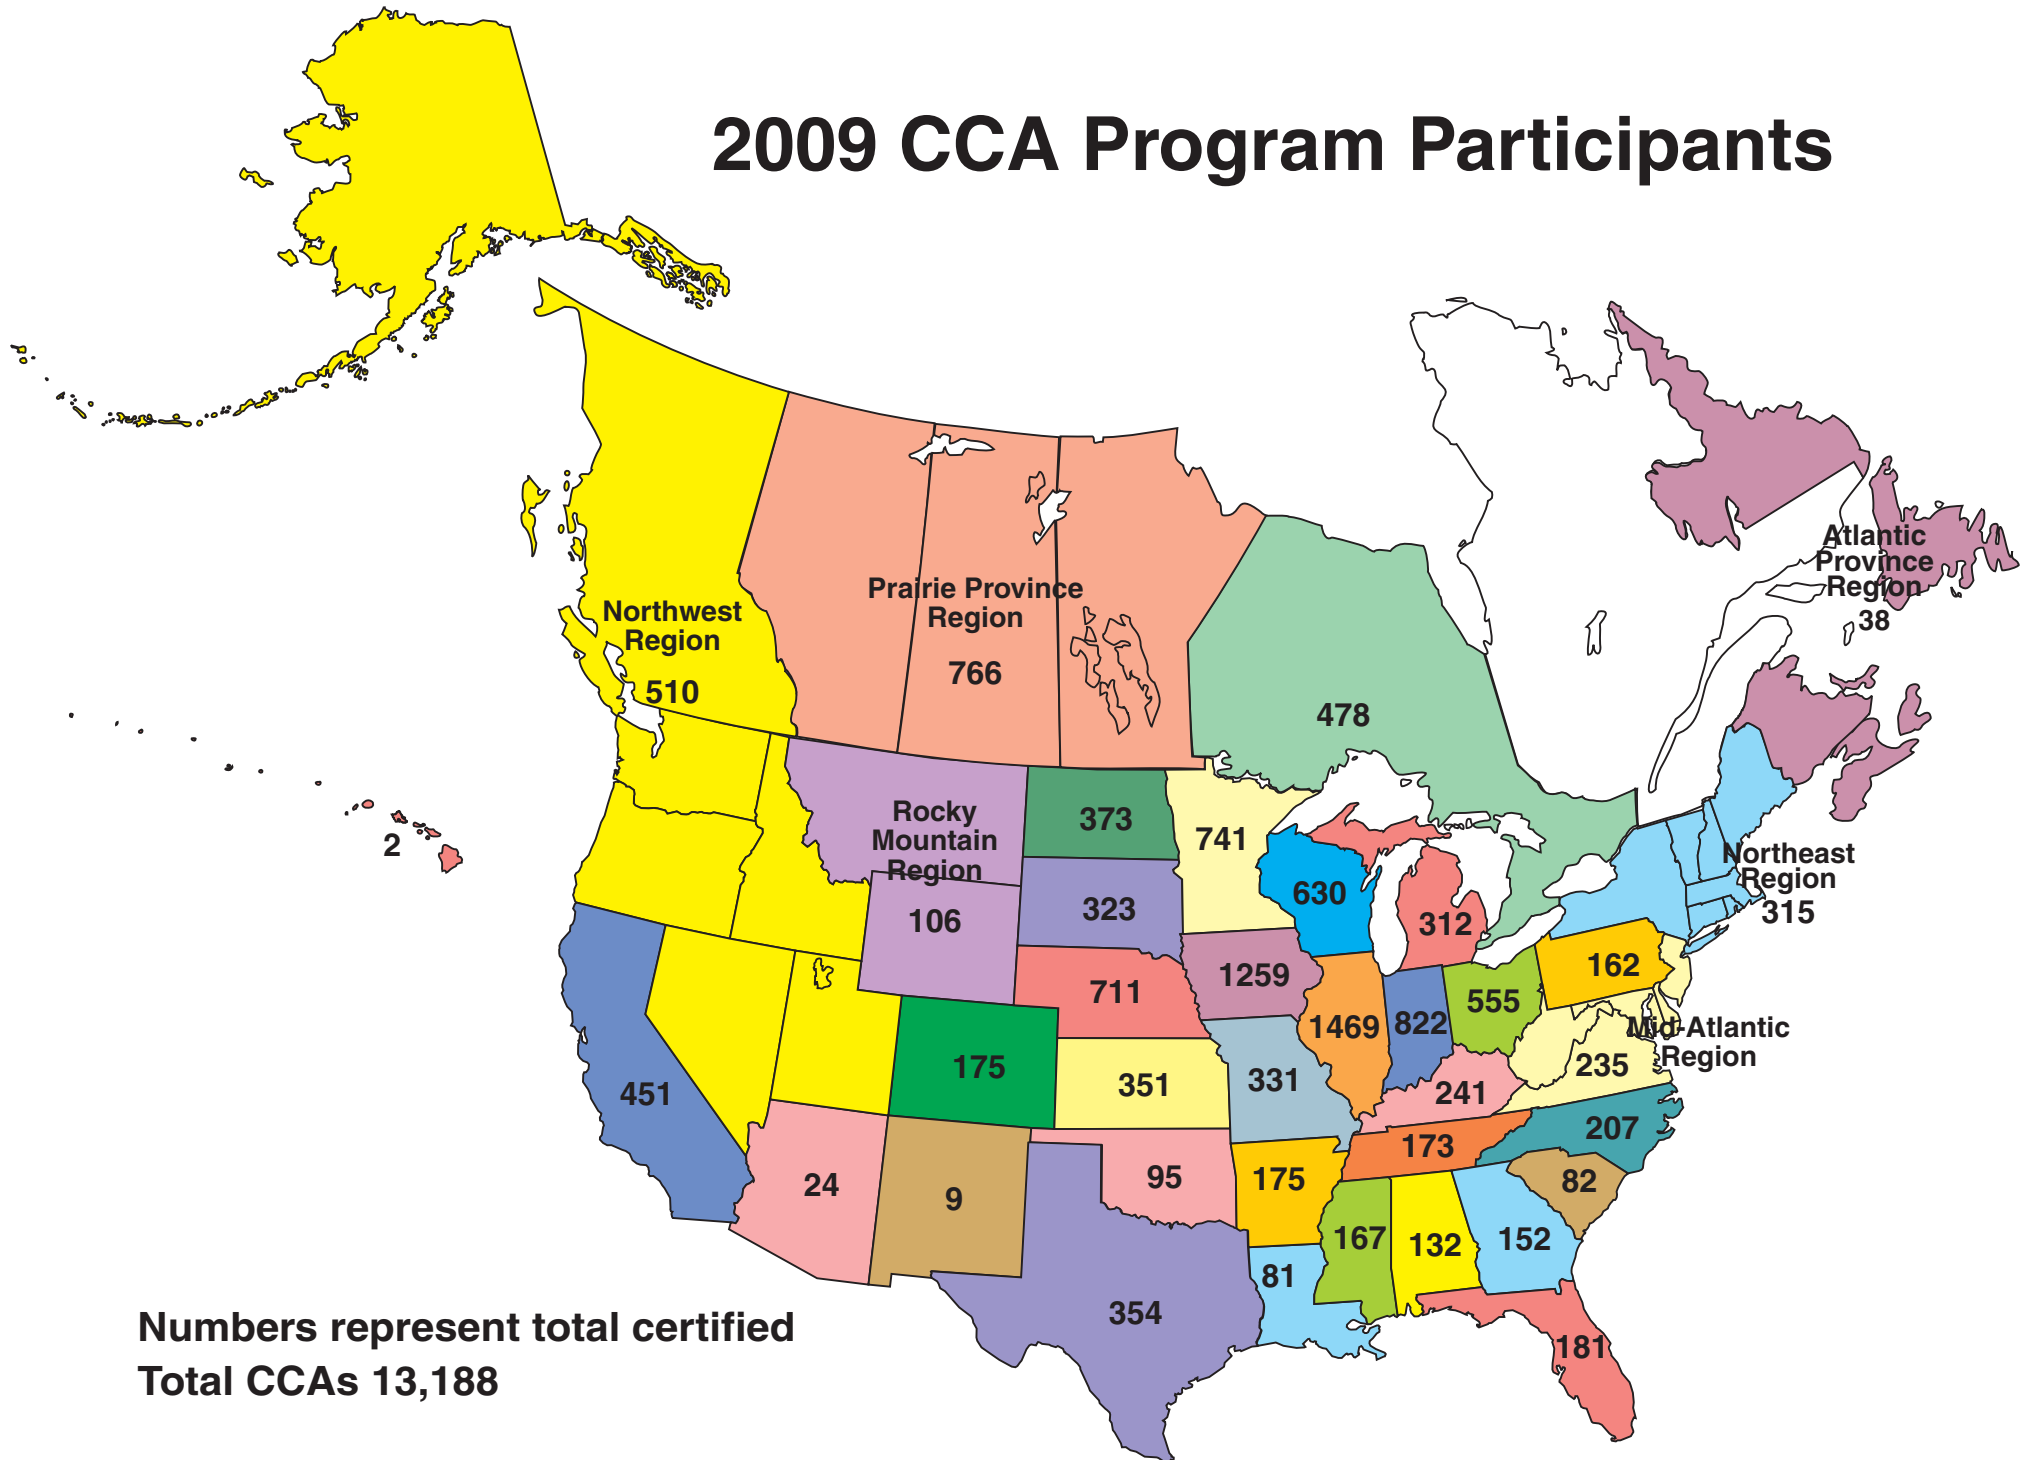 2009 CCA Program Participants
Northwest
Region
510
Prairie Province
Region
766
478
Atlantic
Province
Region
38
2
Rocky
Mountain
Region
106
373
741
323
630
312
Northeast
Region
315
711
1259
1469
822
555
162
Mid-Atlantic
Region
235
451
175
351
331
241
207
173
82
24
9
95
175
167
132
152
81
354
181
Numbers represent total certified
Total CCAs 13,188